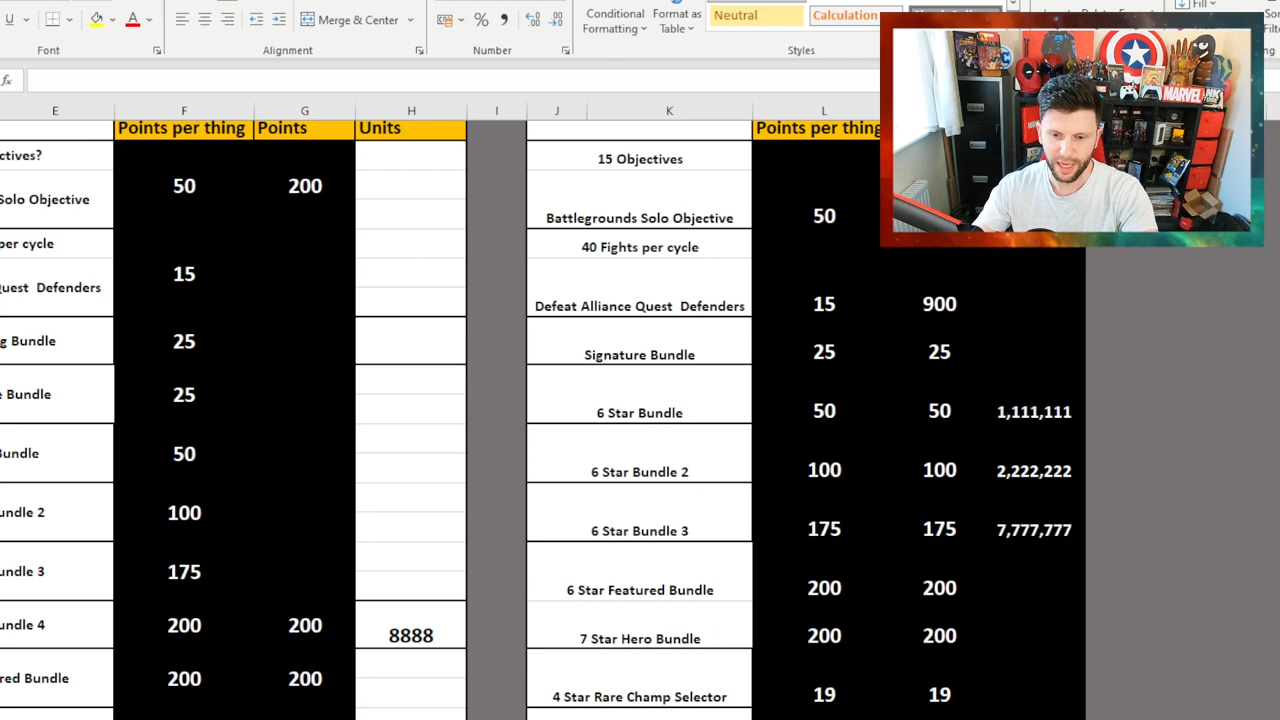 U
A
Merge & Center
%
Conditional
Formatting
Format as
Table
Neutral
Calculation
Fill
Font
Alignment
Number
Styles
fx
E F G H I J K L
Points per thing Points Units Points per thing
ctives? 15 Objectives
50 200
Solo Objective Battlegrounds Solo Objective 50
per cycle 40 Fights per cycle
15
Quest Defenders Defeat Alliance Quest Defenders 15 900
g Bundle 25 Signature Bundle 25 25
e Bundle 25 6 Star Bundle 50 50 1,111,111
Bundle 50 6 Star Bundle 2 100 100 2,222,222
undle 2 100 6 Star Bundle 3 175 175 7,777,777
undle 3 175 6 Star Featured Bundle 200 200
undle 4 200 200 8888 7 Star Hero Bundle 200 200
red Bundle 200 200 4 Star Rare Champ Selector 19 19
MARVEL